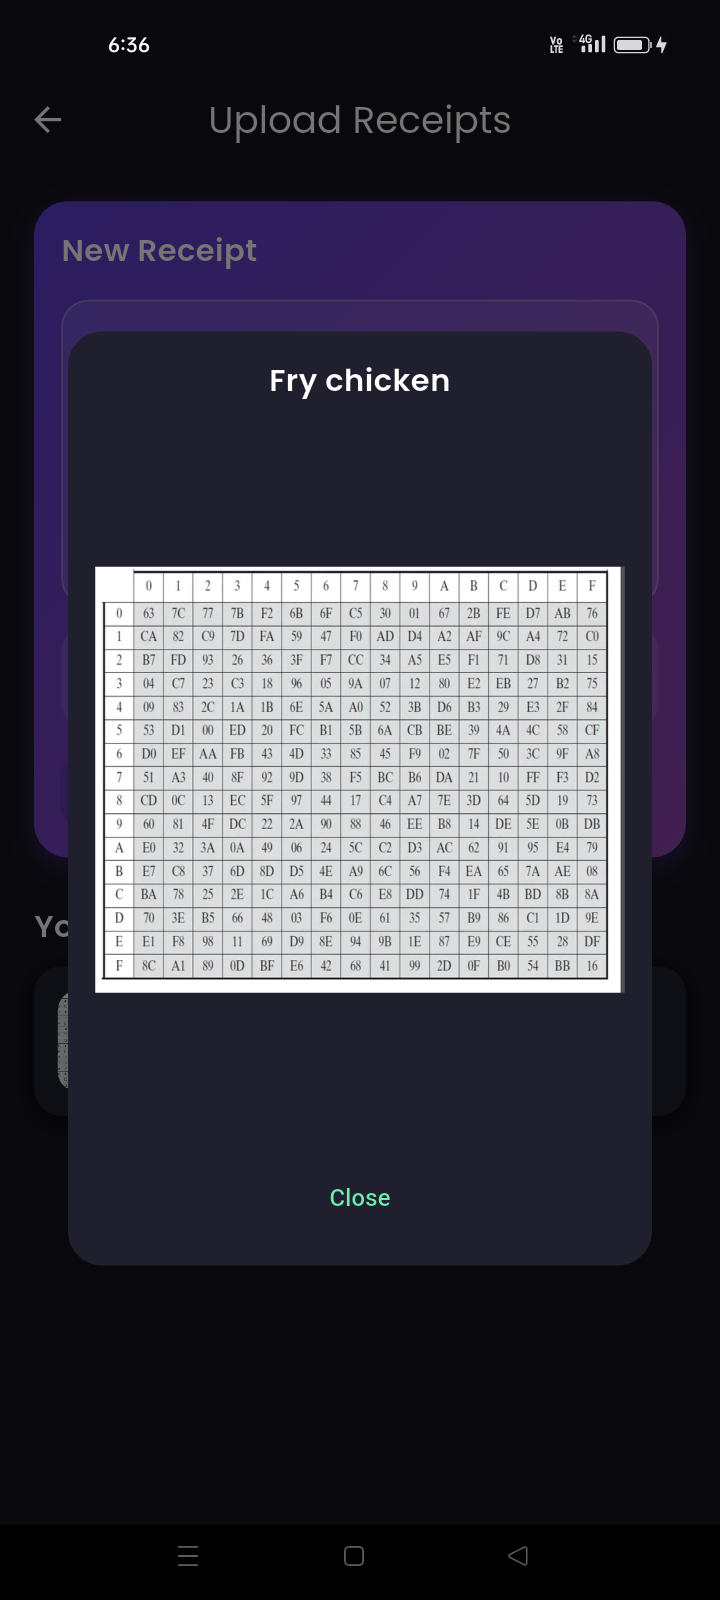 6:36
Vo LTE 4G
Upload Receipts
New Receipt
Fry chicken
0 1 2 3 4 5 6 7 8 9 A B C D E F
0 63 7C 77 7B F2 6B 6F C5 30 01 67 2B FE D7 AB 76
1 CA 82 C9 7D FA 59 47 F0 AD D4 A2 AF 9C A4 72 C0
2 B7 FD 93 26 36 3F F7 CC 34 A5 E5 F1 71 D8 31 15
3 04 C7 23 C3 18 96 05 9A 07 12 80 E2 EB 27 B2 75
4 09 83 2C 1A 1B 6E 5A A0 52 3B D6 B3 29 E3 2F 84
5 53 D1 00 ED 20 FC B1 5B 6A CB BE 39 4A 4C 58 CF
6 D0 EF AA FB 43 4D 33 85 45 F9 02 7F 50 3C 9F A8
7 51 A3 40 8F 92 9D 38 F5 BC B6 DA 21 10 FF F3 D2
8 CD 0C 13 EC 5F 97 44 17 C4 A7 7E 3D 64 5D 19 73
9 60 81 4F DC 22 2A 90 88 46 EE B8 14 DE 5E 0B DB
A E0 32 3A 0A 49 06 24 5C C2 D3 AC 62 91 95 E4 79
B E7 C8 37 6D 8D D5 4E A9 6C 56 F4 EA 65 7A AE 08
C BA 78 25 2E 1C A6 B4 C6 E8 DD 74 1F 4B BD 8B 8A
D 70 3E B5 66 48 03 F6 0E 61 35 57 B9 86 C1 1D 9E
E E1 F8 98 11 69 D9 8E 94 9B 1E 87 E9 CE 55 28 DF
F 8C A1 89 0D BF E6 42 68 41 99 2D 0F B0 54 BB 16
Close